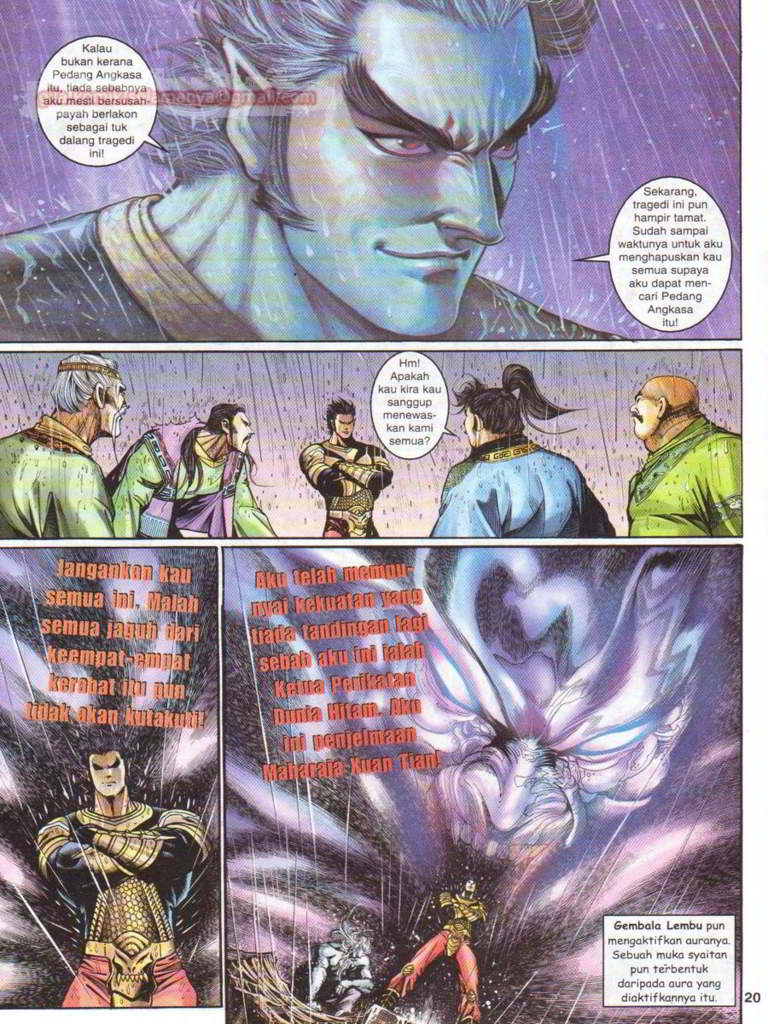 Kalau
bukan kerana
Pedang Angkasa
itu, tiada sebabnya
aku mesti bersusah-
payah berlakon
sebagai tuk
dalang tragedi
ini!
Sekarang,
tragedi ini pun
hampir tamat.
Sudah sampai
waktunya untuk aku
menghapuskan kau
semua supaya
aku dapat men-
cari Pedang
Angkasa
itu!
Hm!
Apakah
kau kira kau
sanggup
menewas-
kan kami
semua?
Jangankan kau
semua ini. Malah
semua jaguh dari
keempat-empat
kerabat itu pun
tidak akan kutakuti!
Aku telah mempu-
nyai kekuatan yang
tiada tandingan lagi
sebab aku ini ialah
Ketua Perikatan
Dunia Hitam. Aku
ini penjelmaan
Maharaja Kuan Tian!
Gembala Lembu pun
mengaktifkan auranya.
Sebuah muka syaitan
pun terbentuk
daripada aura yang
diaktifkannya itu.
20